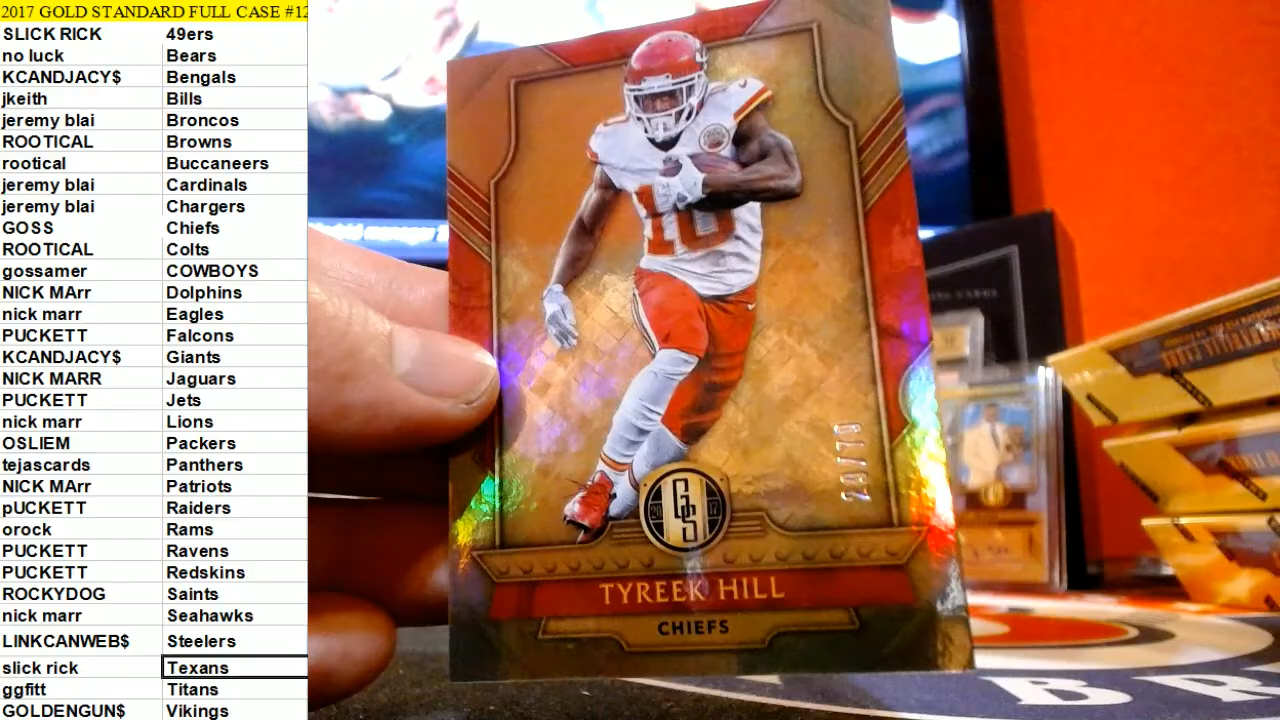 2017 GOLD STANDARD FULL CASE #12
SLICK RICK 49ers
no luck Bears
KCANDJACY$ Bengals
jkeith Bills
jeremy blai Broncos
ROOTICAL Browns
rootical Buccaneers
jeremy blai Cardinals
jeremy blai Chargers
GOSS Chiefs
ROOTICAL Colts
gossamer COWBOYS
NICK MArr Dolphins
nick marr Eagles
PUCKETT Falcons
KCANDJACY$ Giants
NICK MARR Jaguars
PUCKETT Jets
nick marr Lions
OSLIEM Packers
tejascards Panthers
NICK MArr Patriots
pUCKETT Raiders
orock Rams
PUCKETT Ravens
PUCKETT Redskins
ROCKYDOG Saints
nick marr Seahawks
LINKCANWEB$ Steelers
slick rick Texans
ggfitt Titans
GOLDENGUN$ Vikings
10
GS
2017
TYREEK HILL
CHIEFS
BR